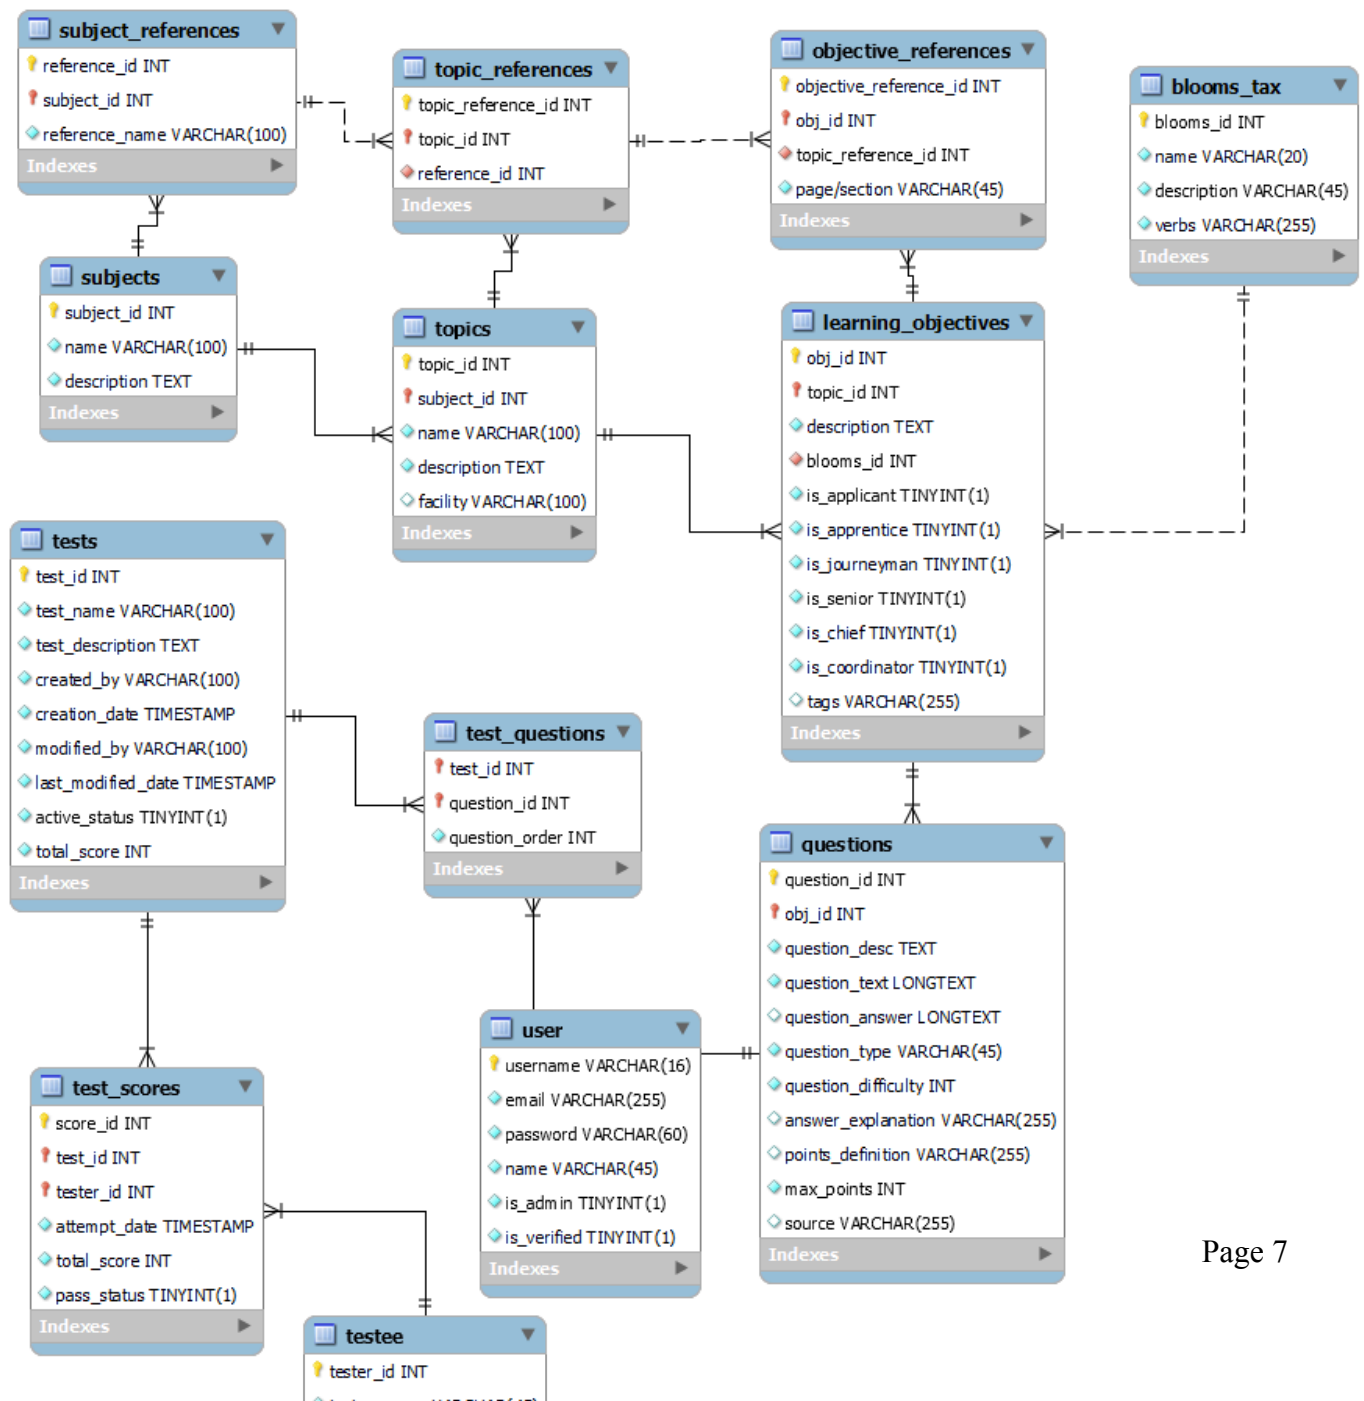 subject_references
reference_id INT
subject_id INT
reference_name VARCHAR(100)
Indexes
topic_references
topic_reference_id INT
topic_id INT
reference_id INT
Indexes
objective_references
objective_reference_id INT
obj_id INT
topic_reference_id INT
page/section VARCHAR(45)
Indexes
blooms_tax
blooms_id INT
name VARCHAR(20)
description VARCHAR(45)
verbs VARCHAR(255)
Indexes
subjects
subject_id INT
name VARCHAR(100)
description TEXT
Indexes
topics
topic_id INT
subject_id INT
name VARCHAR(100)
description TEXT
facility VARCHAR(100)
Indexes
learning_objectives
obj_id INT
topic_id INT
description TEXT
blooms_id INT
is_applicant TINYINT(1)
is_apprentice TINYINT(1)
is_journeyman TINYINT(1)
is_senior TINYINT(1)
is_chief TINYINT(1)
is_coordinator TINYINT(1)
tags VARCHAR(255)
Indexes
tests
test_id INT
test_name VARCHAR(100)
test_description TEXT
created_by VARCHAR(100)
creation_date TIMESTAMP
modified_by VARCHAR(100)
last_modified_date TIMESTAMP
active_status TINYINT(1)
total_score INT
Indexes
test_questions
test_id INT
question_id INT
question_order INT
Indexes
questions
question_id INT
obj_id INT
question_desc TEXT
question_text LONGTEXT
question_answer LONGTEXT
question_type VARCHAR(45)
question_difficulty INT
answer_explanation VARCHAR(255)
points_definition VARCHAR(255)
max_points INT
source VARCHAR(255)
Indexes
user
username VARCHAR(16)
email VARCHAR(255)
password VARCHAR(60)
name VARCHAR(45)
is_admin TINYINT(1)
is_verified TINYINT(1)
Indexes
test_scores
score_id INT
test_id INT
tester_id INT
attempt_date TIMESTAMP
total_score INT
pass_status TINYINT(1)
Indexes
testee
tester_id INT
Page 7